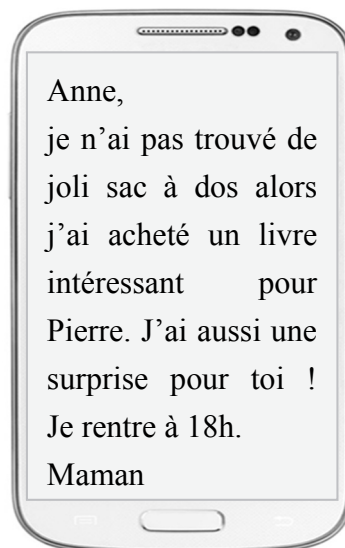 Anne,
je n’ai pas trouvé de
joli sac à dos alors
j’ai acheté un livre
intéressant pour
Pierre. J’ai aussi une
surprise pour toi !
Je rentre à 18h.
Maman